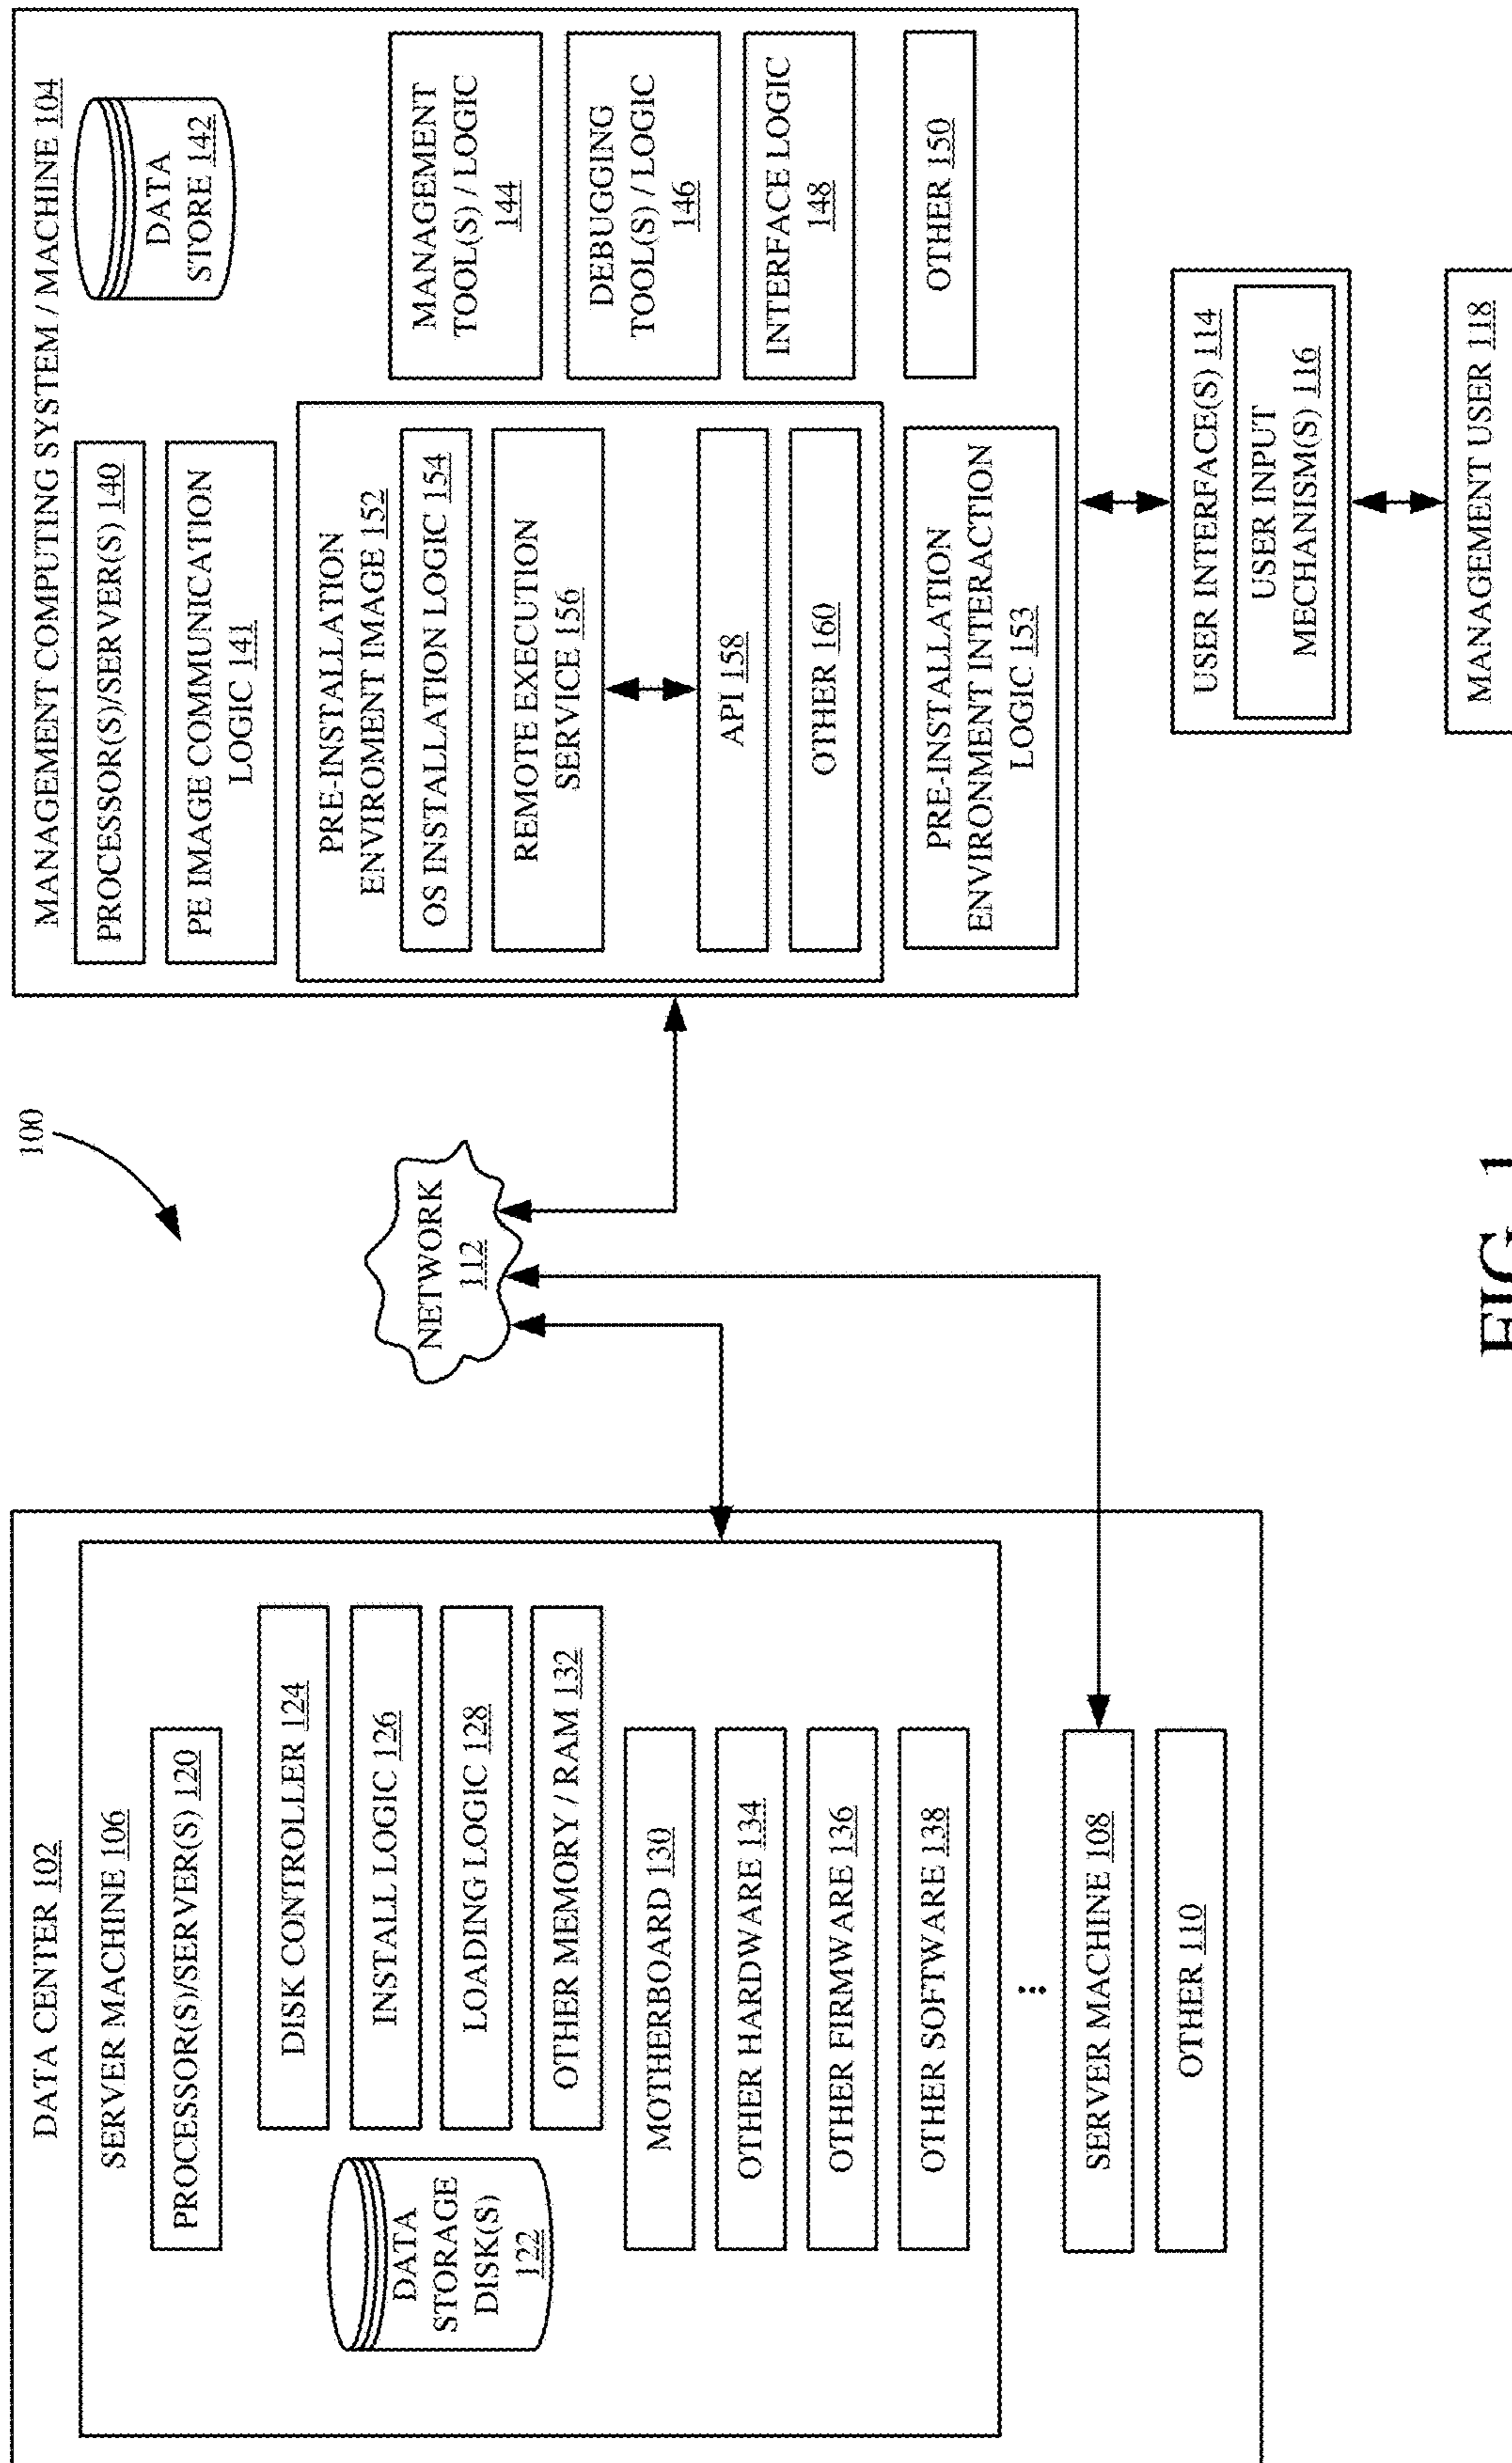 100
DATA CENTER 102
SERVER MACHINE 106
PROCESSOR(S)/SERVER(S) 120
DATA
STORAGE
DISK(S)
122
DISK CONTROLLER 124
INSTALL LOGIC 126
LOADING LOGIC 128
OTHER MEMORY / RAM 132
MOTHERBOARD 130
OTHER HARDWARE 134
OTHER FIRMWARE 136
OTHER SOFTWARE 138
SERVER MACHINE 108
OTHER 110
NETWORK
112
MANAGEMENT COMPUTING SYSTEM / MACHINE 104
PROCESSOR(S)/SERVER(S) 140
PE IMAGE COMMUNICATION
LOGIC 141
DATA
STORE 142
PRE-INSTALLATION
ENVIROMENT IMAGE 152
OS INSTALLATION LOGIC 154
REMOTE EXECUTION
SERVICE 156
API 158
OTHER 160
PRE-INSTALLATION
ENVIRONMENT INTERACTION
LOGIC 153
MANAGEMENT
TOOL(S) / LOGIC
144
DEBUGGING
TOOL(S) / LOGIC
146
INTERFACE LOGIC
148
OTHER 150
USER INTERFACE(S) 114
USER INPUT
MECHANISM(S) 116
MANAGEMENT USER 118
FIG. 1